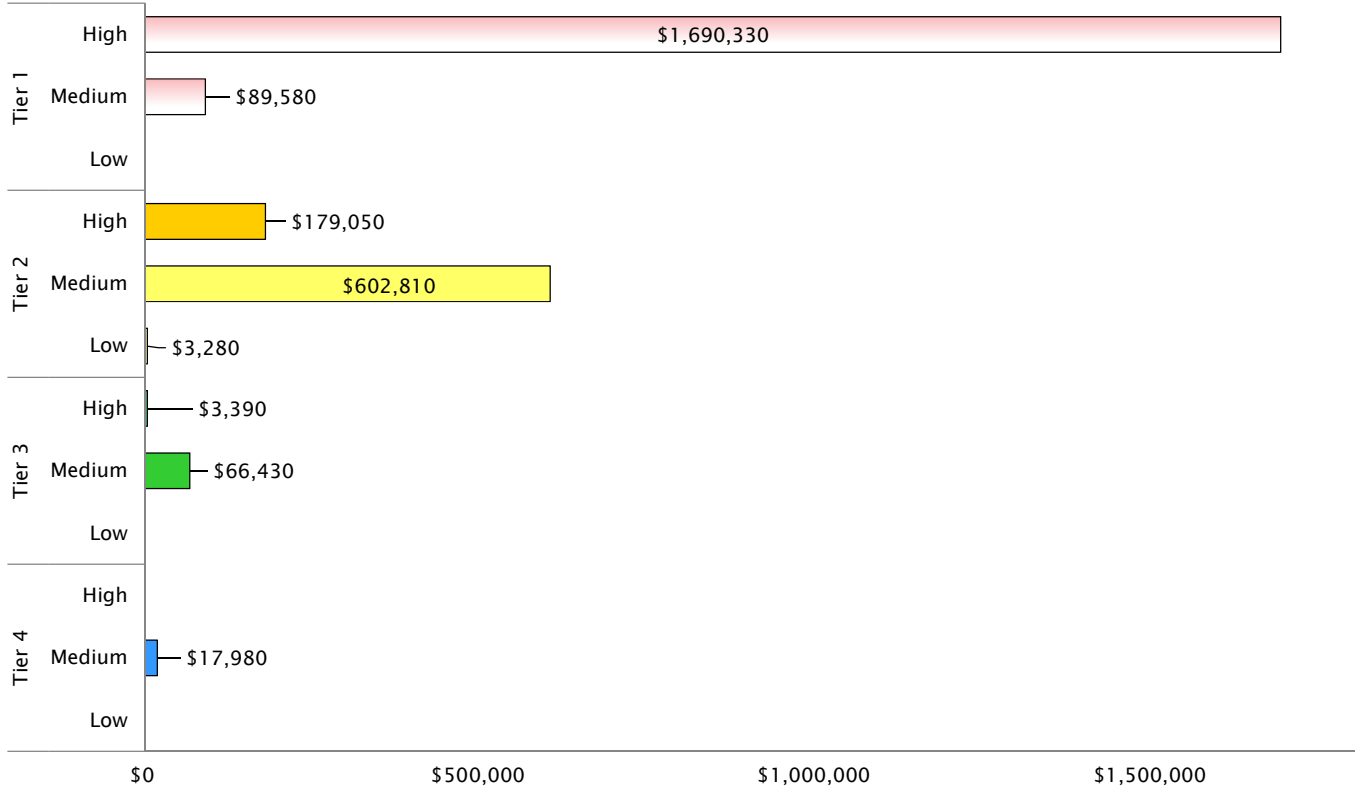 Tier 1
High
$1,690,330
Medium
$89,580
Low
Tier 2
High
$179,050
Medium
$602,810
Low
$3,280
Tier 3
High
$3,390
Medium
$66,430
Low
Tier 4
High
Medium
$17,980
Low
$0 $500,000 $1,000,000 $1,500,000